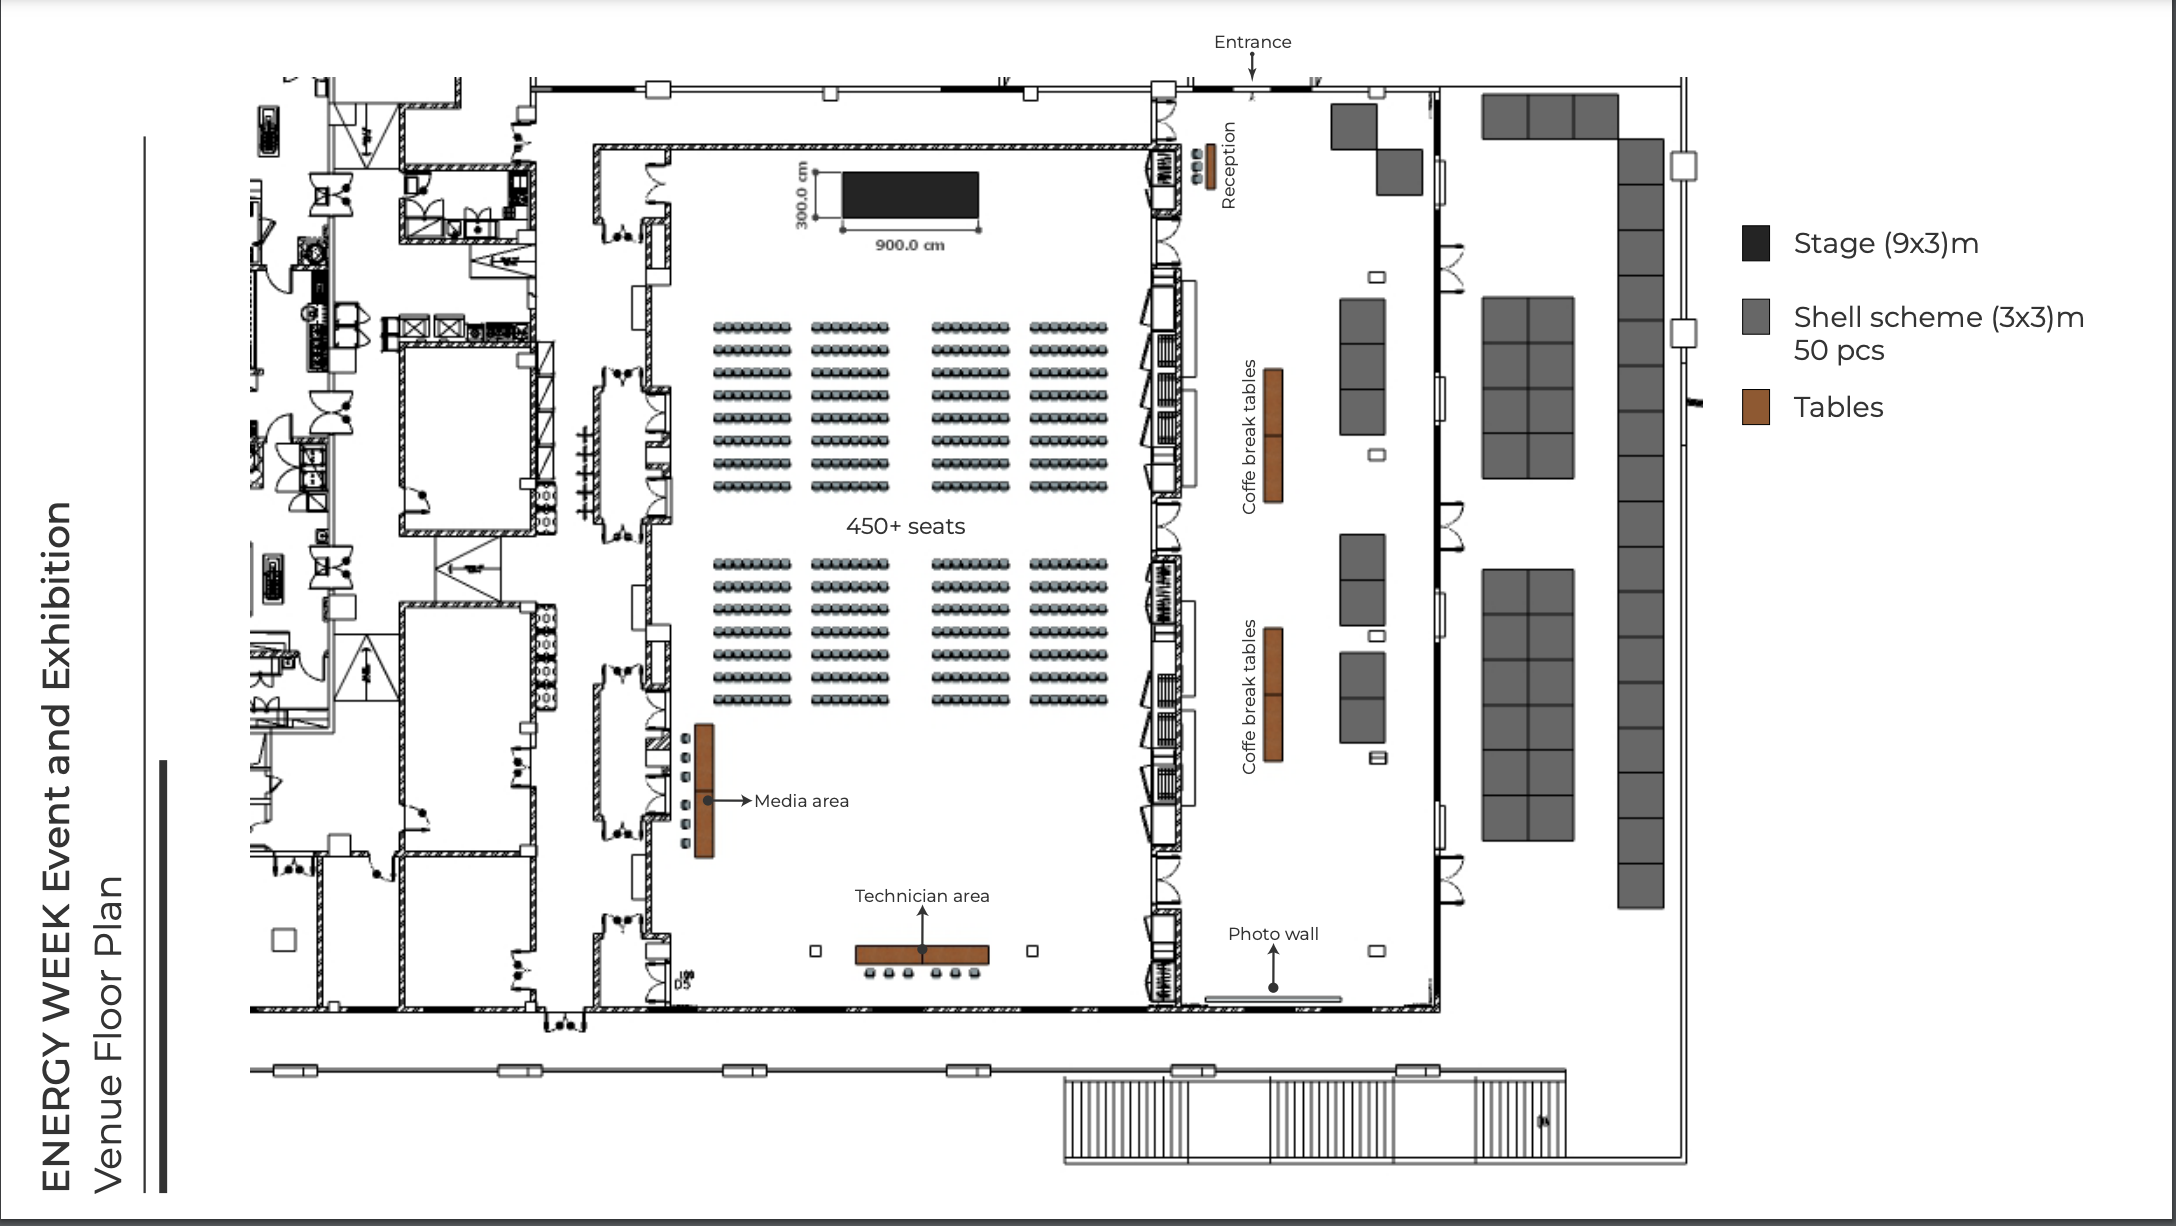 ENERGY WEEK Event and Exhibition
Venue Floor Plan
Entrance
Reception
300.0 cm
900.0 cm
Stage (9x3)m
Shell scheme (3x3)m
50 pcs
Tables
Coffe break tables
450+ seats
Coffe break tables
Media area
Technician area
Photo wall